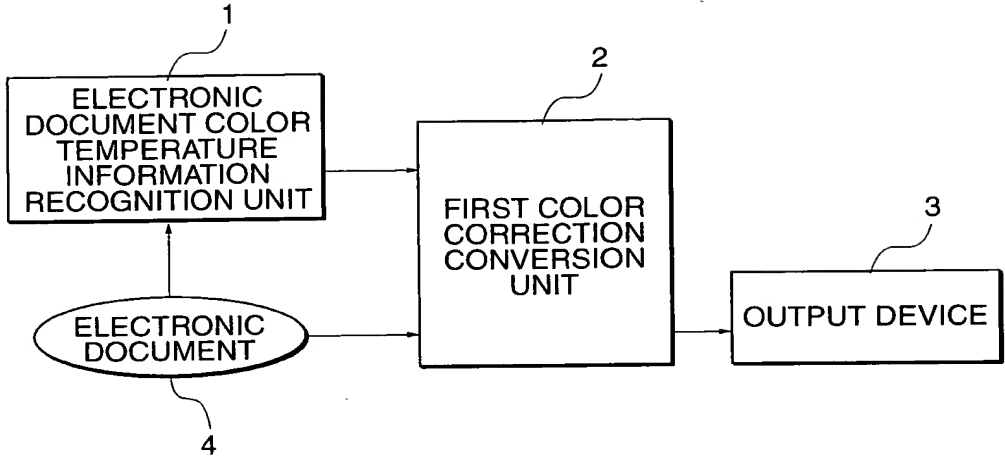 1
ELECTRONIC
DOCUMENT COLOR
TEMPERATURE
INFORMATION
RECOGNITION UNIT
2
FIRST COLOR
CORRECTION
CONVERSION
UNIT
3
OUTPUT DEVICE
ELECTRONIC
DOCUMENT
4